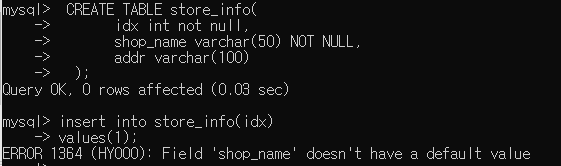 mysql>  CREATE TABLE store_info(
    ->       idx int not null,
    ->       shop_name varchar(50) NOT NULL,
    ->       addr varchar(100)
    ->   );
Query OK, 0 rows affected (0.03 sec)

mysql> insert into store_info(idx)
    -> values(1);
ERROR 1364 (HY000): Field 'shop_name' doesn't have a default value